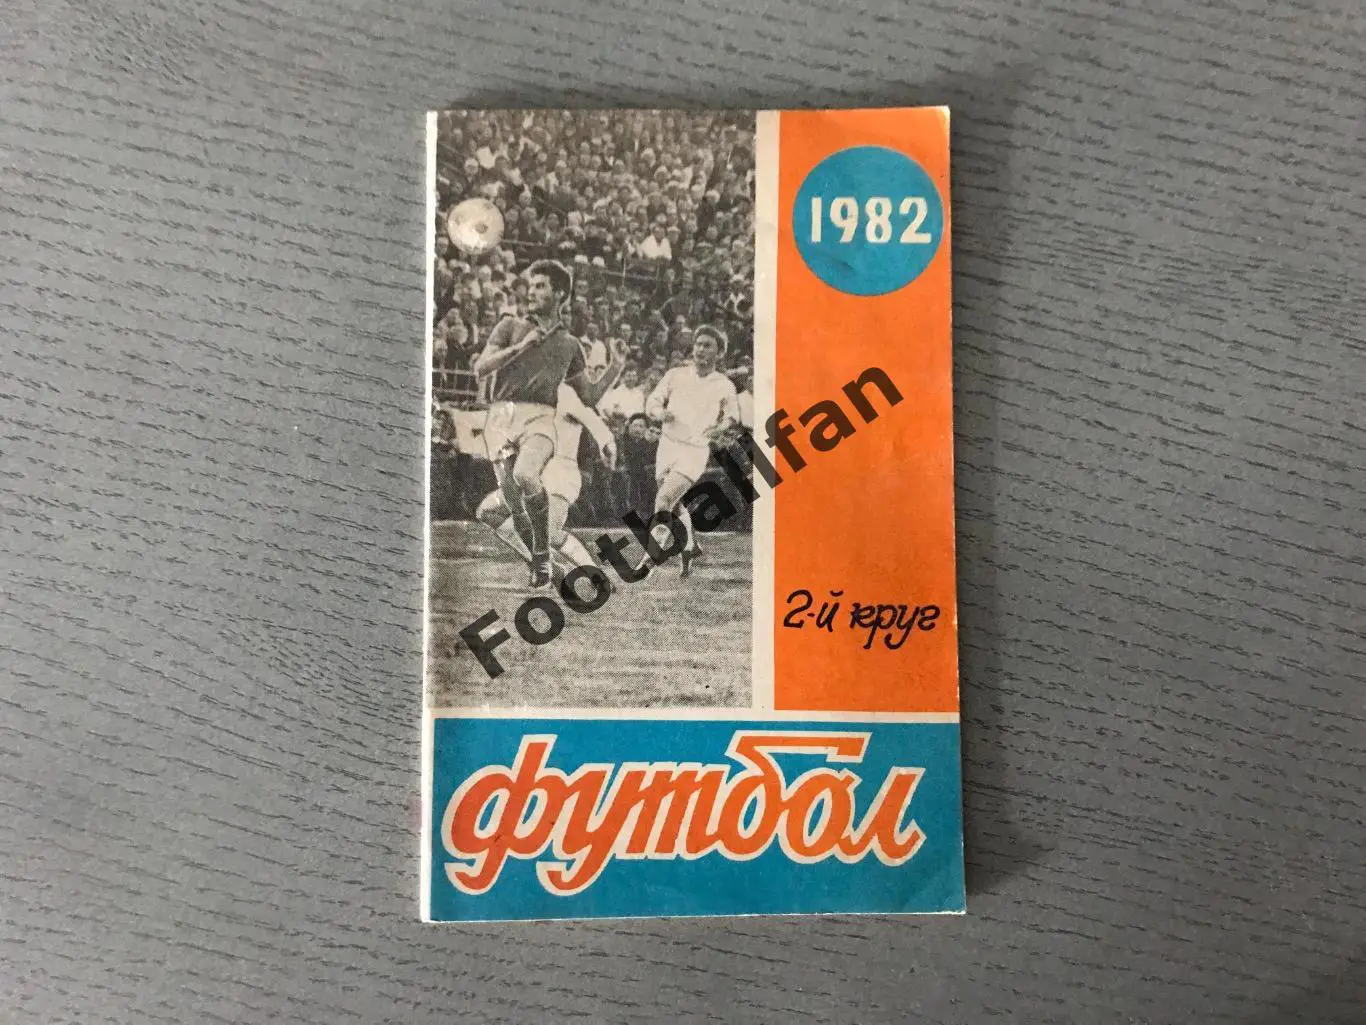 1982
Footballfan
2-й круг
футбол